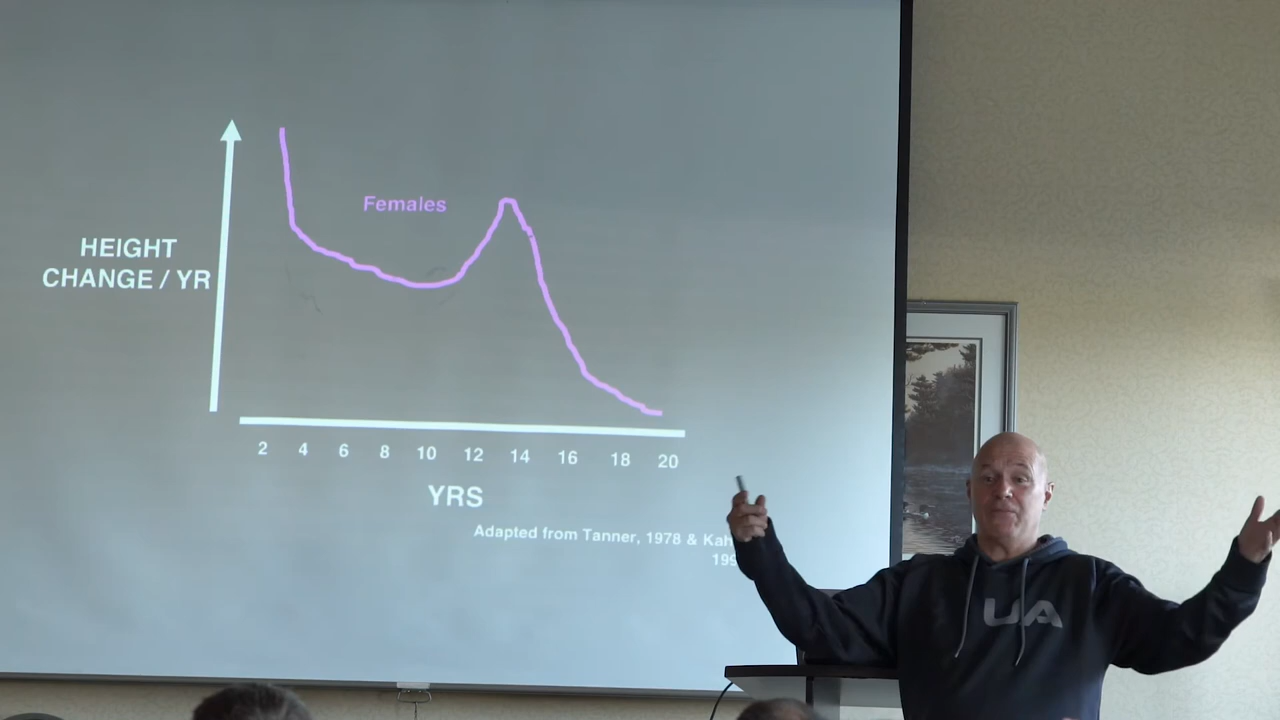 Females
HEIGHT
CHANGE / YR
2 4 6 8 10 12 14 16 18 20
YRS
Adapted from Tanner, 1978 &
UA